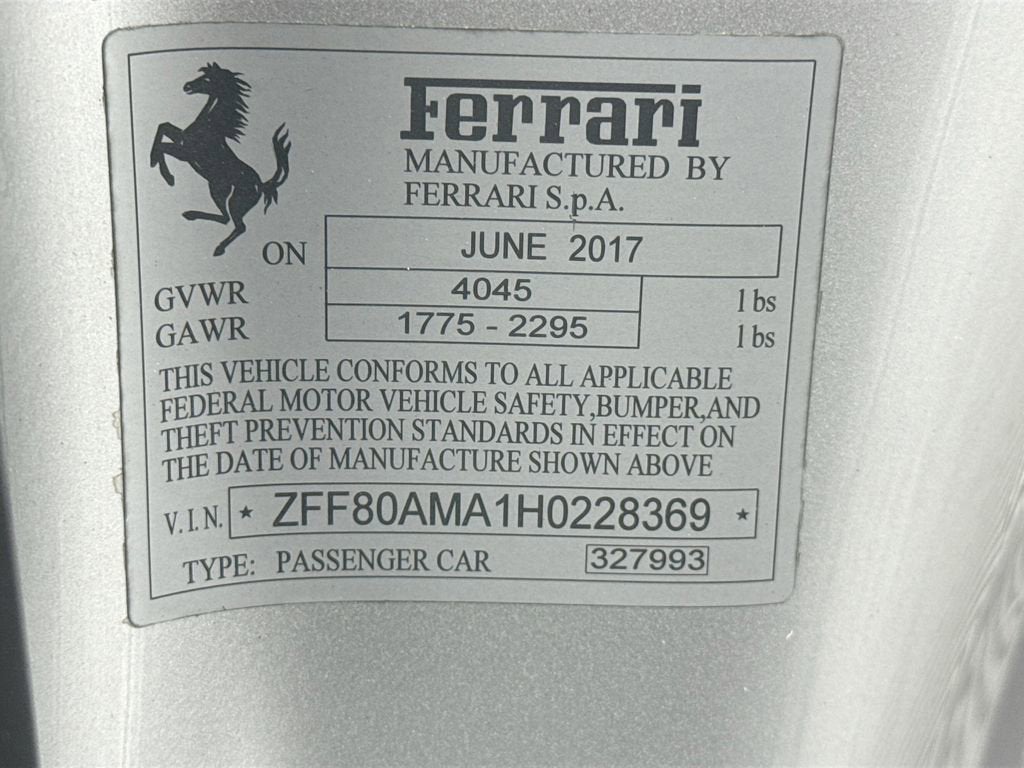 Ferrari
MANUFACTURED BY
FERRARI S.p.A.
ON JUNE 2017
GVWR 4045 lbs
GAWR 1775 - 2295 lbs
THIS VEHICLE CONFORMS TO ALL APPLICABLE
FEDERAL MOTOR VEHICLE SAFETY,BUMPER,AND
THEFT PREVENTION STANDARDS IN EFFECT ON
THE DATE OF MANUFACTURE SHOWN ABOVE
V.I.N. * ZFF80AMA1H0228369 *
TYPE: PASSENGER CAR 327993